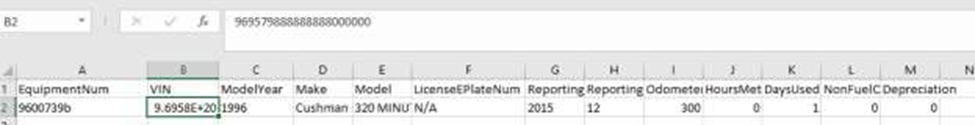 B2 fx 969579888888888000000
A B C D E F G H I J K L M N
1 EquipmentNum VIN ModelYear Make Model LicenseEPlateNum Reporting Reporting Odomete HoursMet DaysUsed NonFuelC Depreciation
2 9600739b 9.6958E+20 1996 Cushman 320 MINU N/A 2015 12 300 0 1 0 0